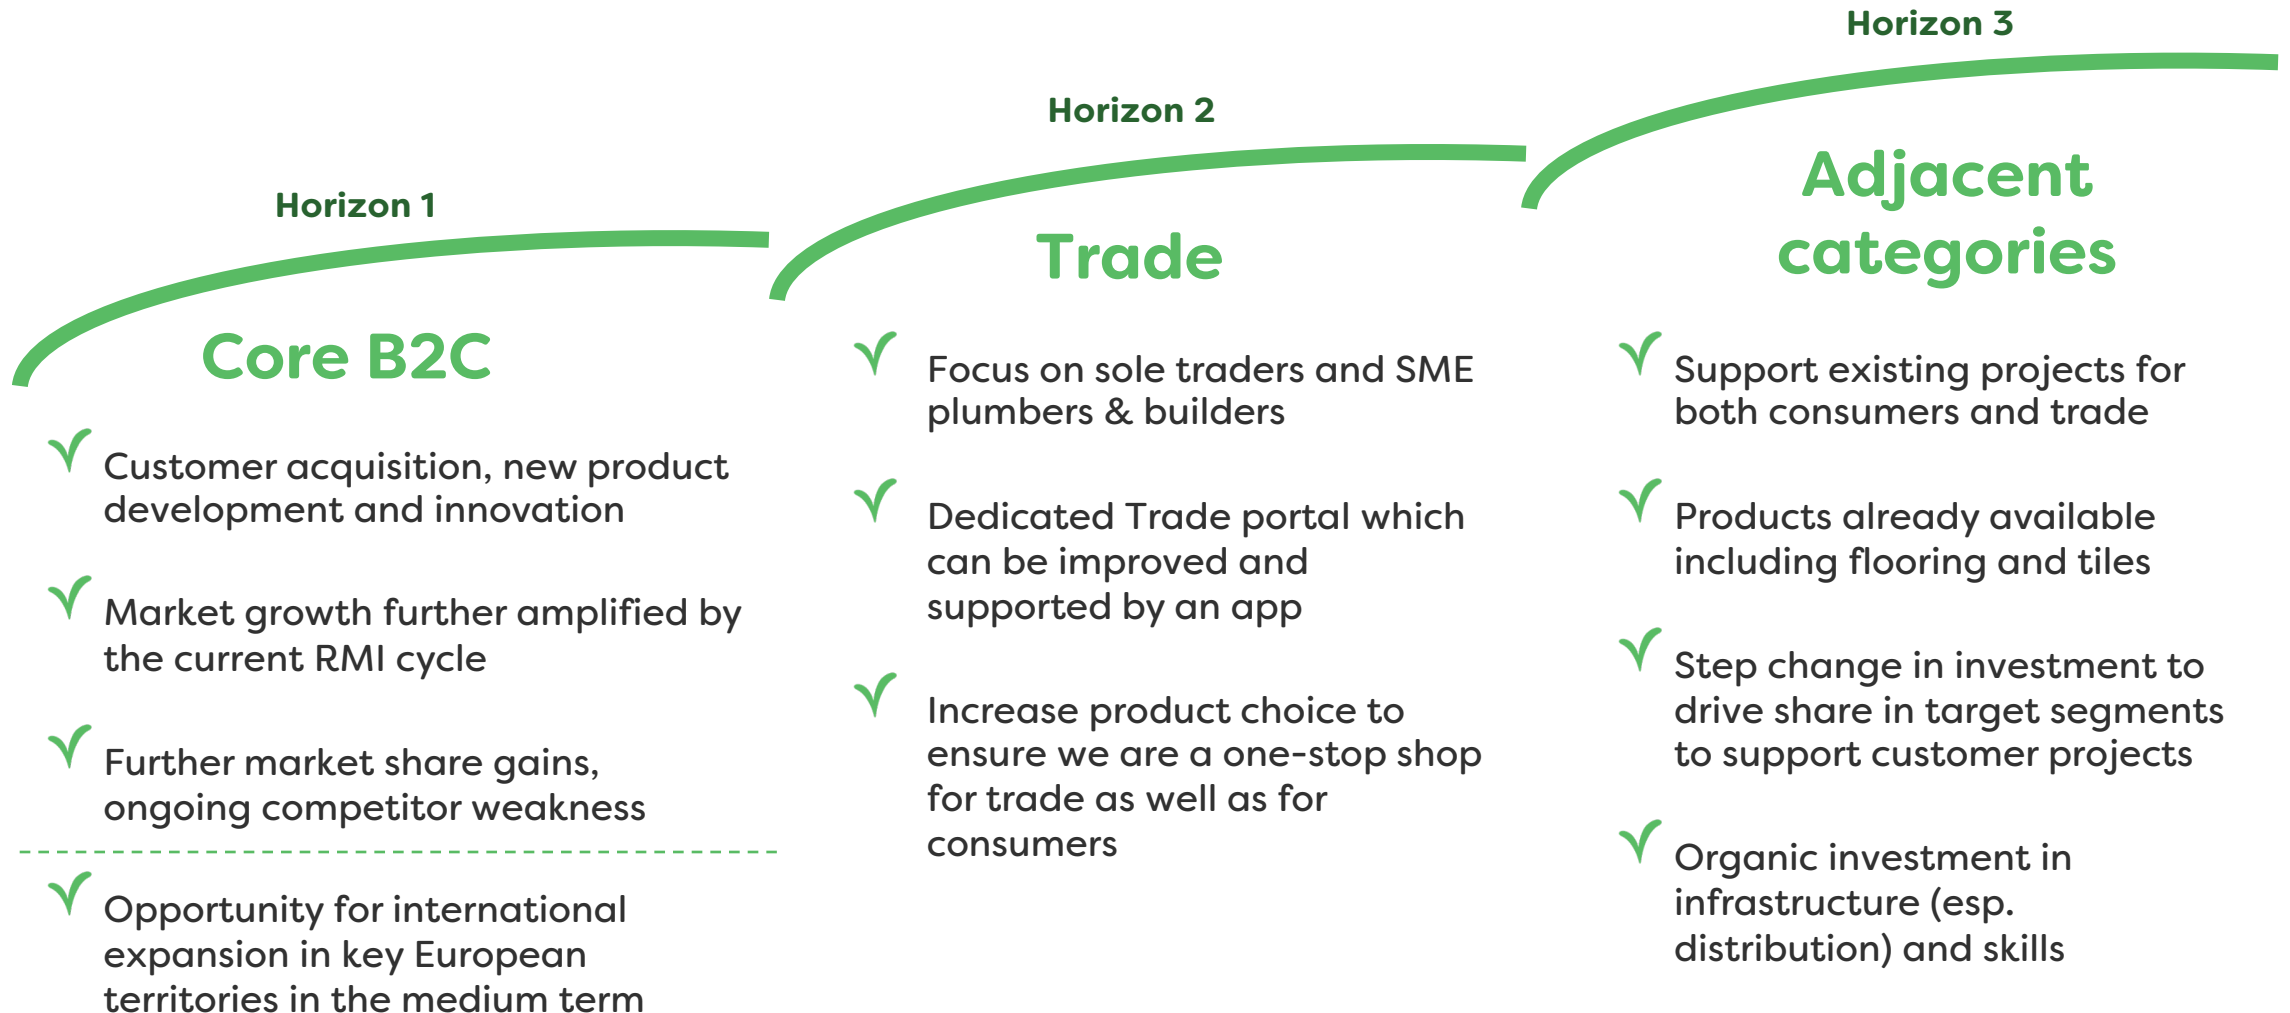 Horizon 1
Core B2C
Customer acquisition, new product
development and innovation
Market growth further amplified by
the current RMI cycle
Further market share gains,
ongoing competitor weakness
Opportunity for international
expansion in key European
territories in the medium term
Horizon 2
Trade
Focus on sole traders and SME
plumbers & builders
Dedicated Trade portal which
can be improved and
supported by an app
Increase product choice to
ensure we are a one-stop shop
for trade as well as for
consumers
Horizon 3
Adjacent
categories
Support existing projects for
both consumers and trade
Products already available
including flooring and tiles
Step change in investment to
drive share in target segments
to support customer projects
Organic investment in
infrastructure (esp.
distribution) and skills